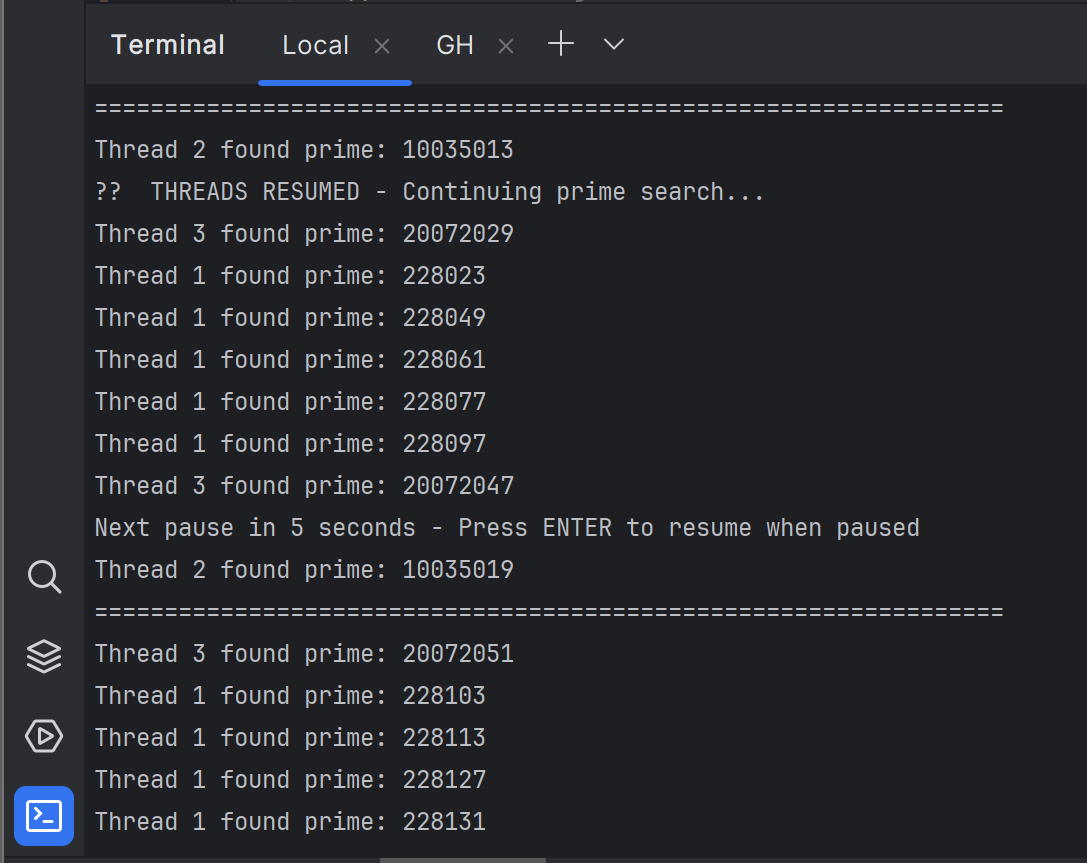 Terminal Local GH
=================================================================
Thread 2 found prime: 10035013
??  THREADS RESUMED - Continuing prime search...
Thread 3 found prime: 20072029
Thread 1 found prime: 228023
Thread 1 found prime: 228049
Thread 1 found prime: 228061
Thread 1 found prime: 228077
Thread 1 found prime: 228097
Thread 3 found prime: 20072047
Next pause in 5 seconds - Press ENTER to resume when paused
Thread 2 found prime: 10035019
=================================================================
Thread 3 found prime: 20072051
Thread 1 found prime: 228103
Thread 1 found prime: 228113
Thread 1 found prime: 228127
Thread 1 found prime: 228131